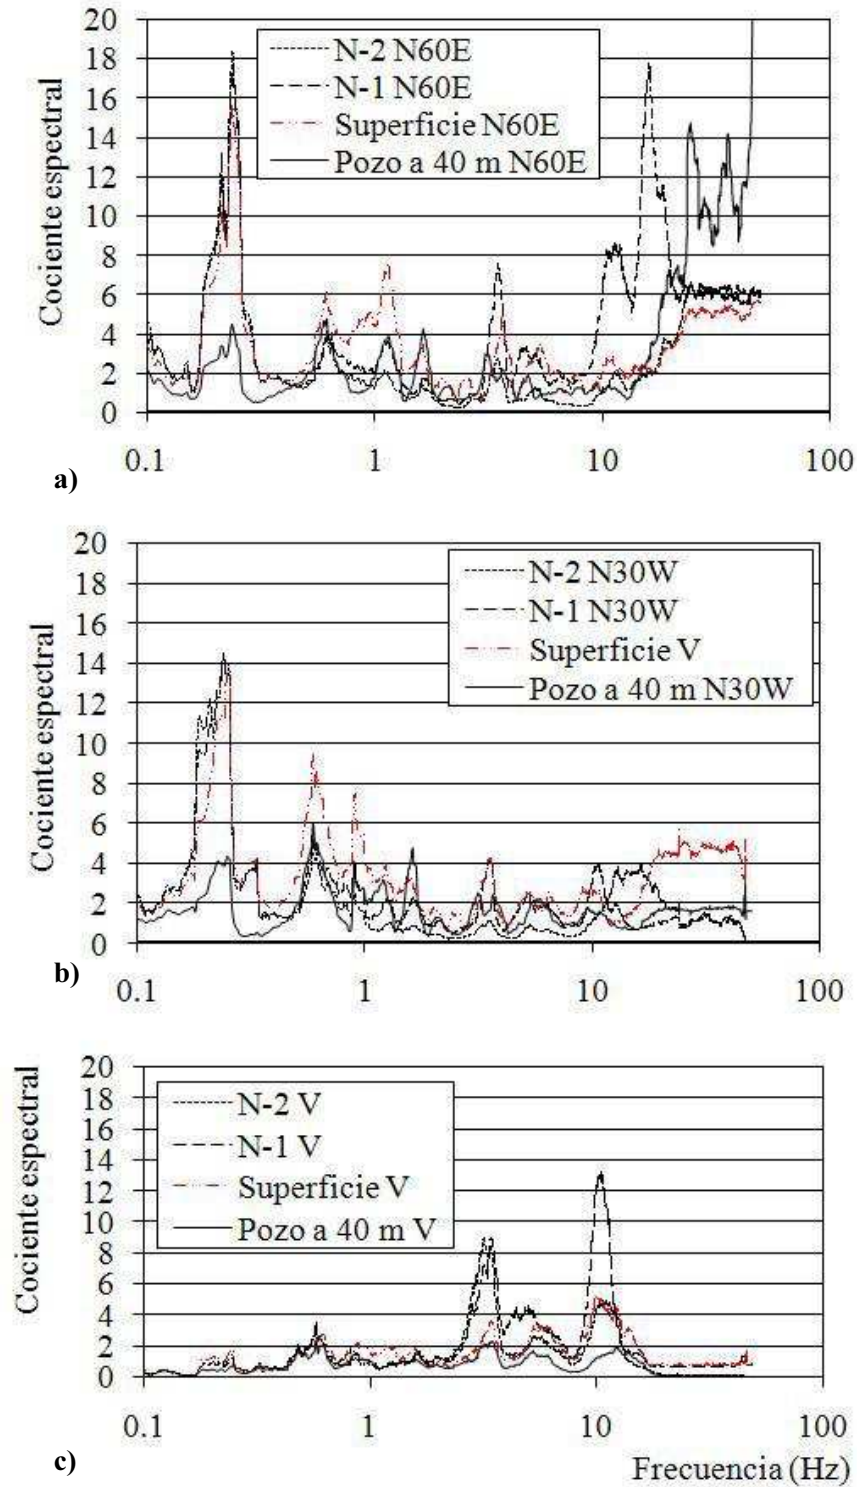 Cociente espectral
20
18
16
14
12
10
8
6
4
2
0
N-2 N60E
N-1 N60E
Superficie N60E
Pozo a 40 m N60E
0.1 1 10 100
a)
Cociente espectral
20
18
16
14
12
10
8
6
4
2
0
N-2 N30W
N-1 N30W
Superficie V
Pozo a 40 m N30W
0.1 1 10 100
b)
Cociente espectral
20
18
16
14
12
10
8
6
4
2
0
N-2 V
N-1 V
Superficie V
Pozo a 40 m V
0.1 1 10 100
c)
Frecuencia (Hz)